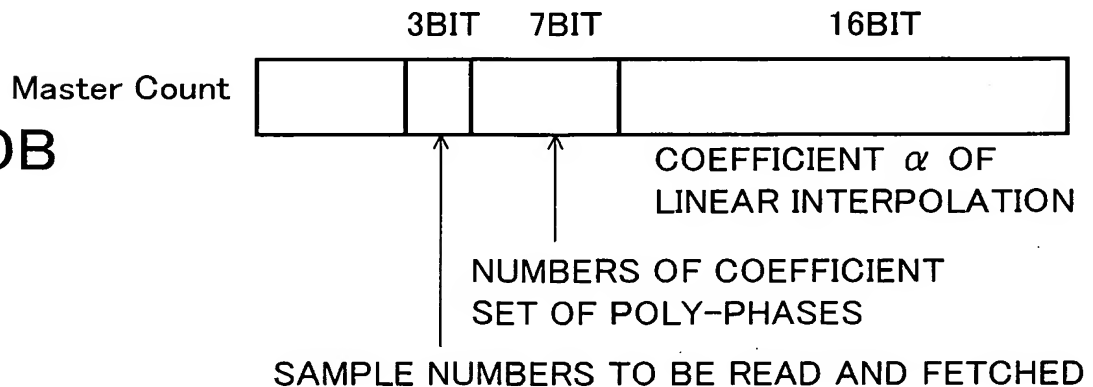 3BIT 7BIT 16BIT
Master Count
DB
COEFFICIENT α OF
LINEAR INTERPOLATION
NUMBERS OF COEFFICIENT
SET OF POLY-PHASES
SAMPLE NUMBERS TO BE READ AND FETCHED